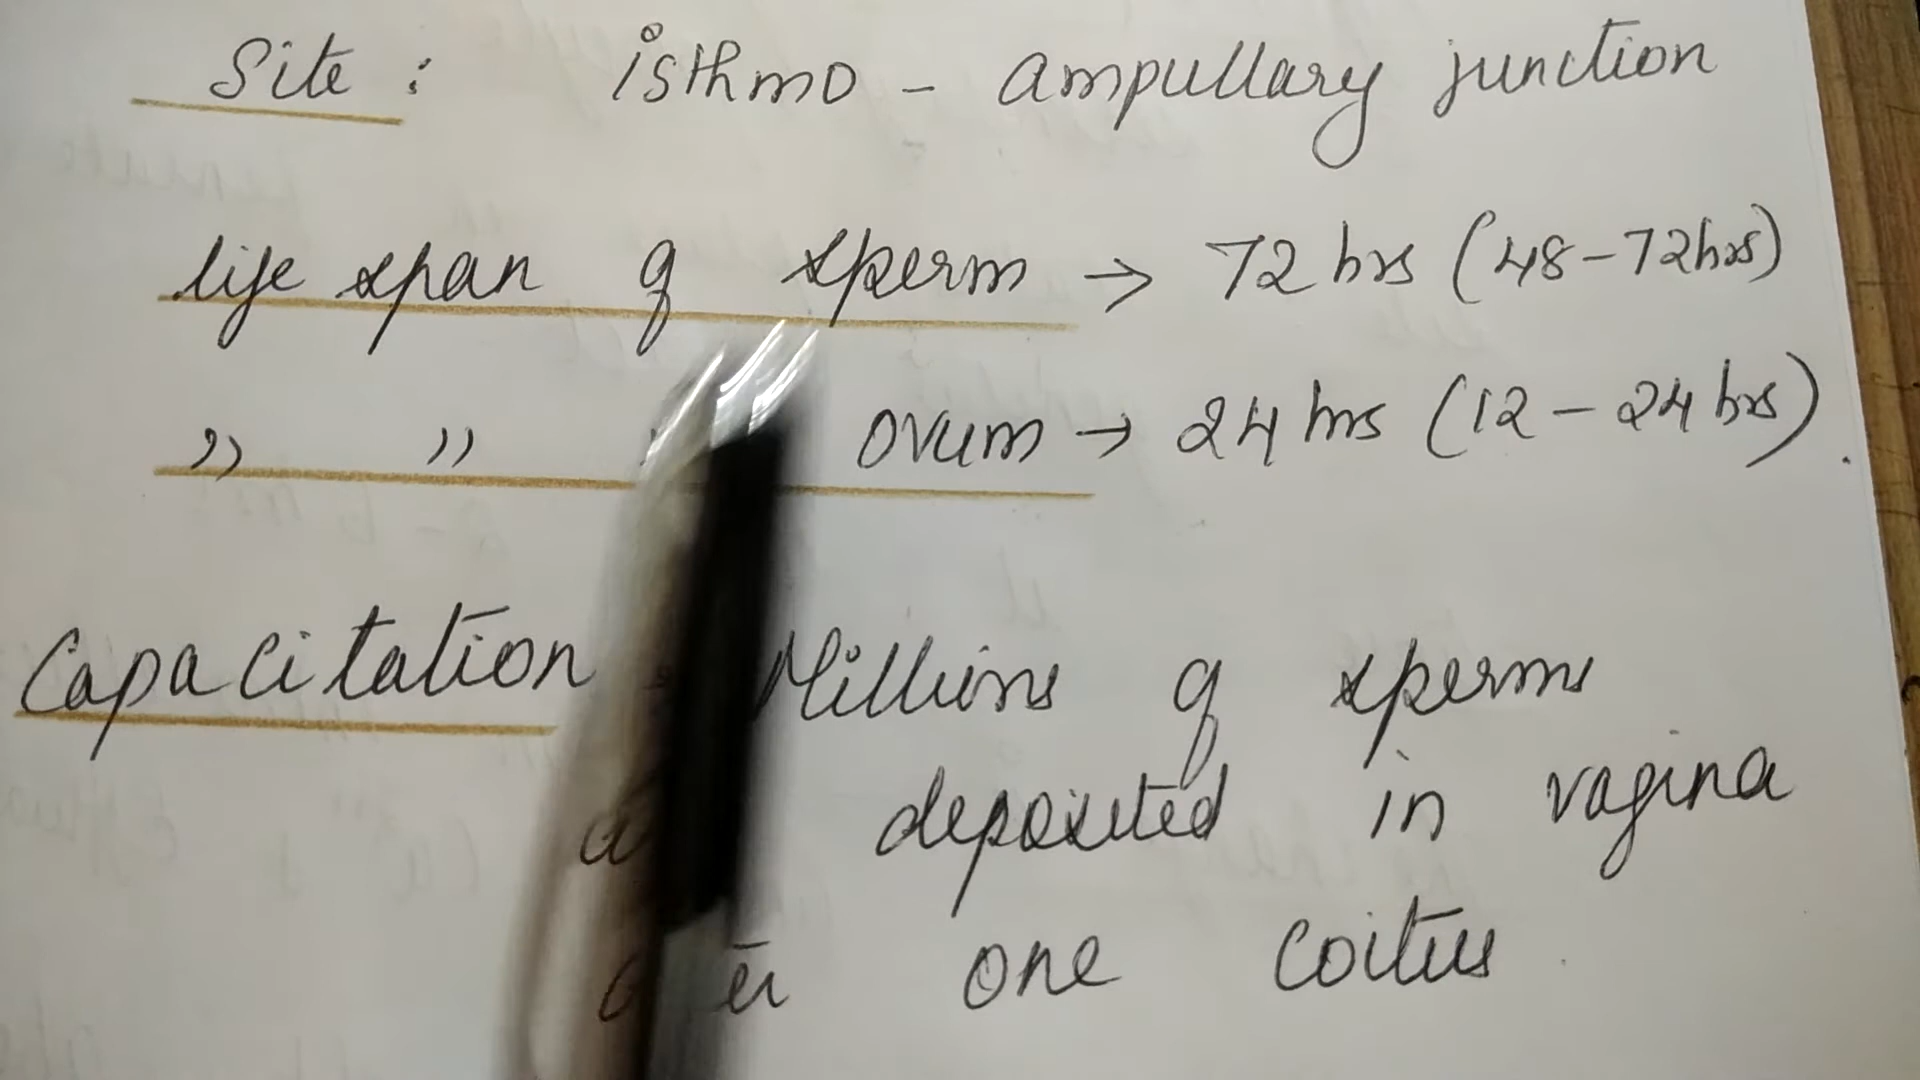 Site : isthmo - ampullary junction
life span of sperm → 72 hrs (48-72hrs)
,, ,, ovum → 24 hrs (12-24 hrs).
Capacitation Millions of sperms
deposited in vagina
one coitus